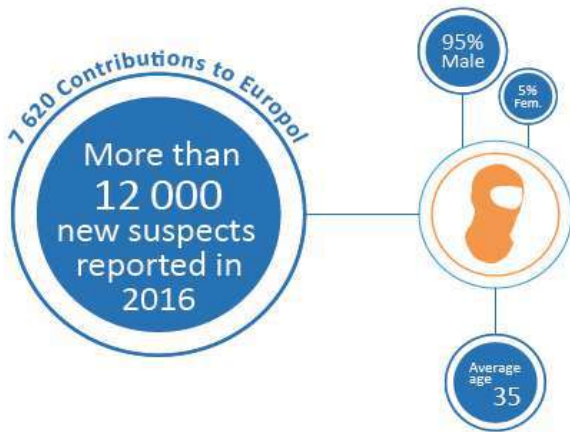 7 620 Contributions to Europol
More than
12 000
new suspects
reported in
2016
95%
Male
5%
Fem.
Average
age
35